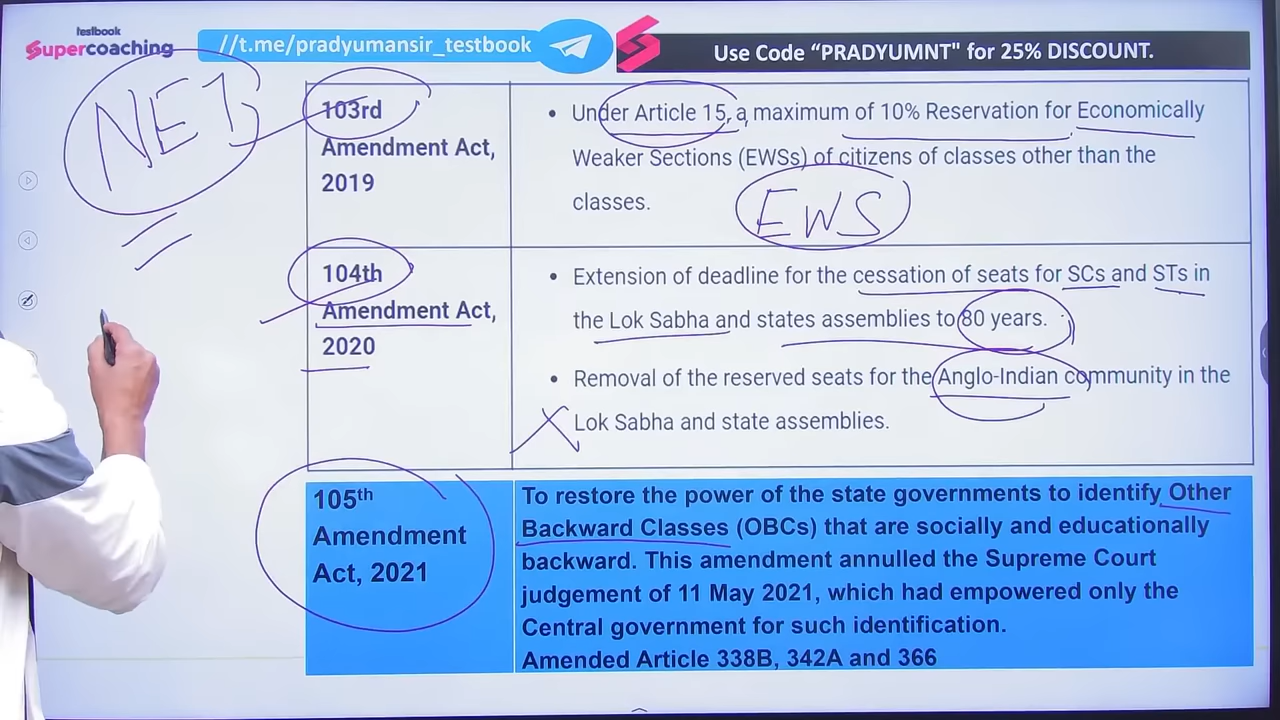 testbook
Supercoaching
//t.me/pradyumansir_testbook
Use Code “PRADYUMNT" for 25% DISCOUNT.
NET
103rd
Amendment Act,
2019
• Under Article 15, a maximum of 10% Reservation for Economically
Weaker Sections (EWSs) of citizens of classes other than the
classes.
EWS
104th
Amendment Act,
2020
• Extension of deadline for the cessation of seats for SCs and STs in
the Lok Sabha and states assemblies to 80 years.
• Removal of the reserved seats for the Anglo-Indian community in the
Lok Sabha and state assemblies.
105th
Amendment
Act, 2021
To restore the power of the state governments to identify Other
Backward Classes (OBCs) that are socially and educationally
backward. This amendment annulled the Supreme Court
judgement of 11 May 2021, which had empowered only the
Central government for such identification.
Amended Article 338B, 342A and 366